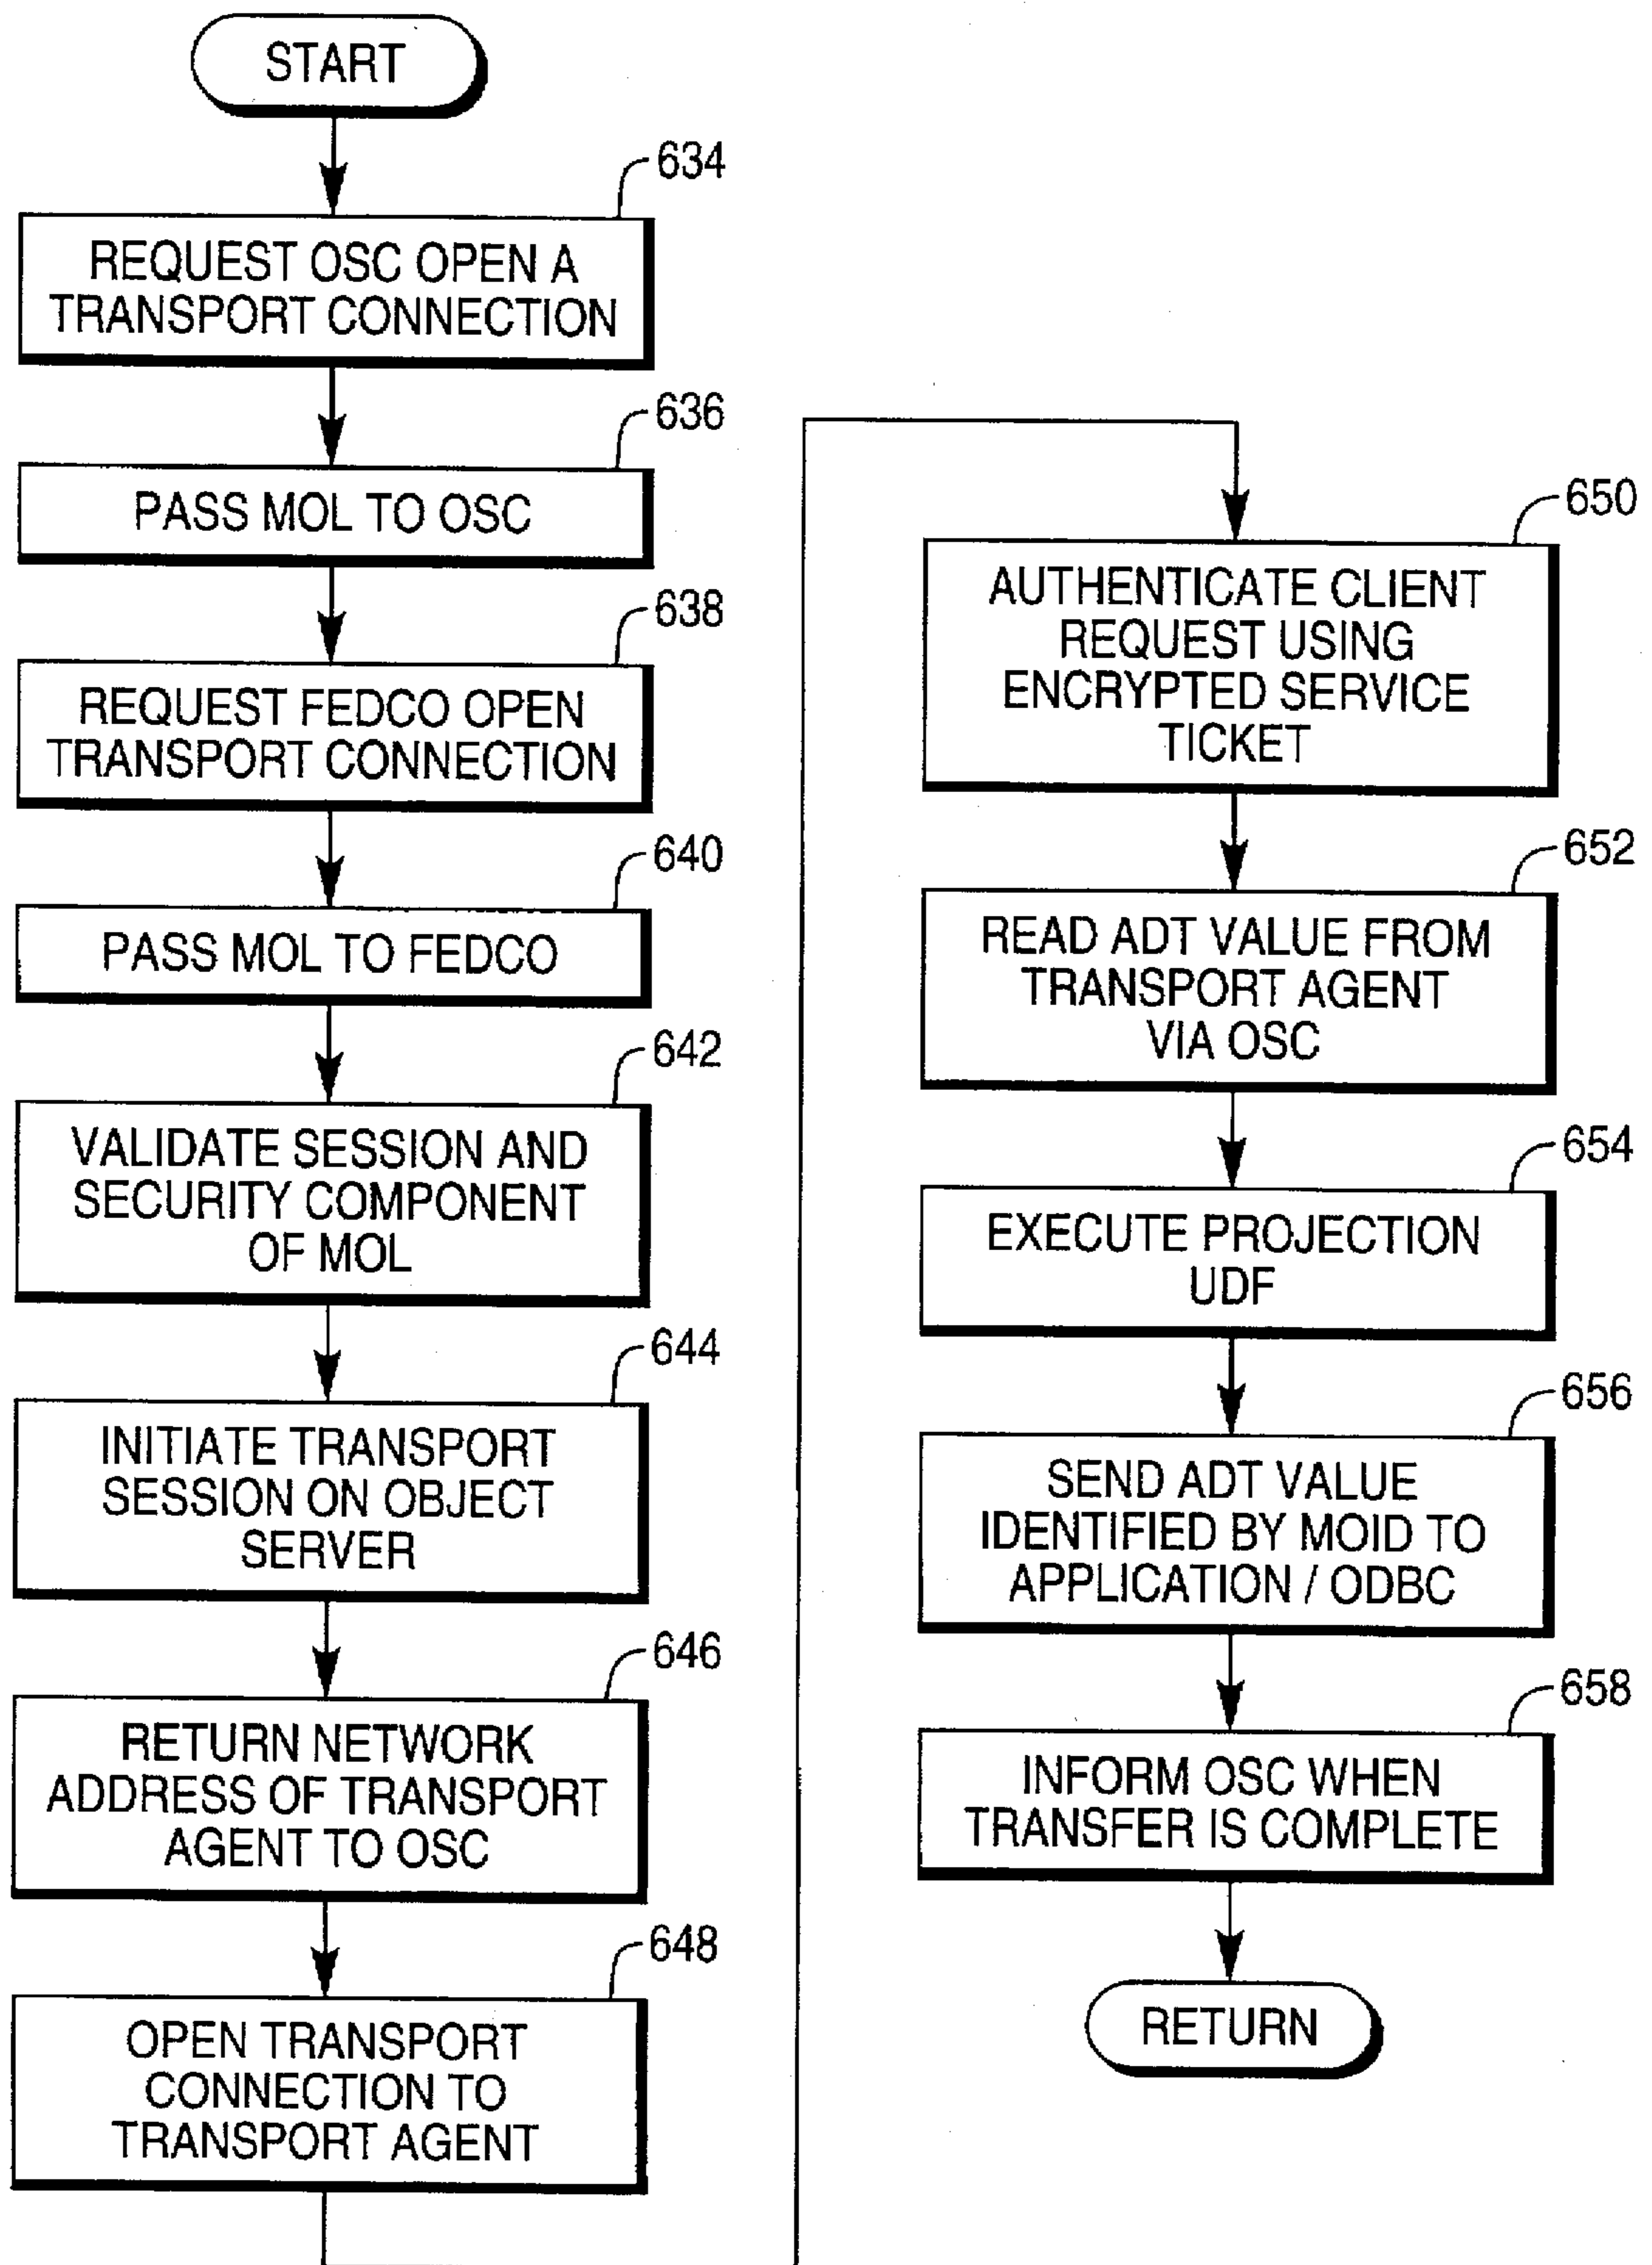 START
634
REQUEST OSC OPEN A
TRANSPORT CONNECTION
636
PASS MOL TO OSC
638
REQUEST FEDCO OPEN
TRANSPORT CONNECTION
640
PASS MOL TO FEDCO
642
VALIDATE SESSION AND
SECURITY COMPONENT
OF MOL
644
INITIATE TRANSPORT
SESSION ON OBJECT
SERVER
646
RETURN NETWORK
ADDRESS OF TRANSPORT
AGENT TO OSC
648
OPEN TRANSPORT
CONNECTION TO
TRANSPORT AGENT
650
AUTHENTICATE CLIENT
REQUEST USING
ENCRYPTED SERVICE
TICKET
652
READ ADT VALUE FROM
TRANSPORT AGENT
VIA OSC
654
EXECUTE PROJECTION
UDF
656
SEND ADT VALUE
IDENTIFIED BY MOID TO
APPLICATION / ODBC
658
INFORM OSC WHEN
TRANSFER IS COMPLETE
RETURN